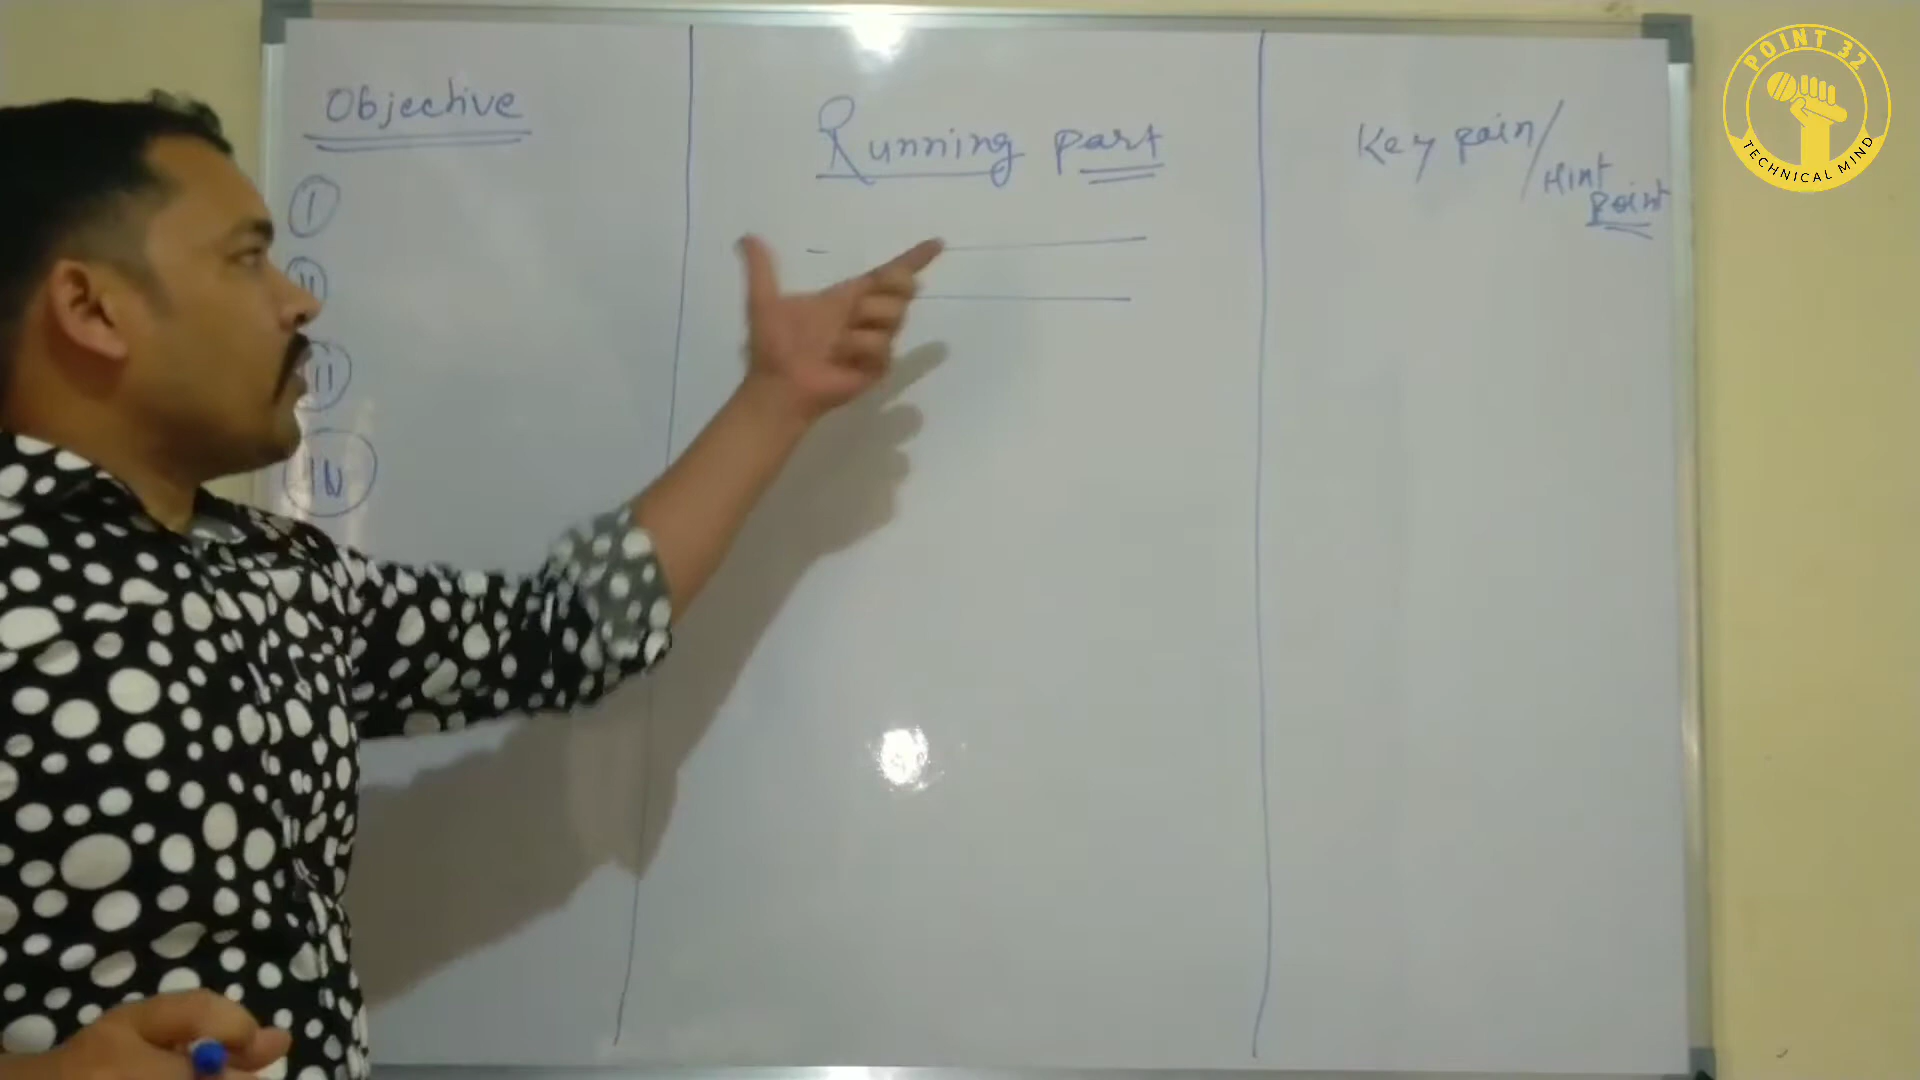 Objective
I
II
III
IV
Running part
Key pain/
Hint
Point
POINT 32
TECHNICAL MIND